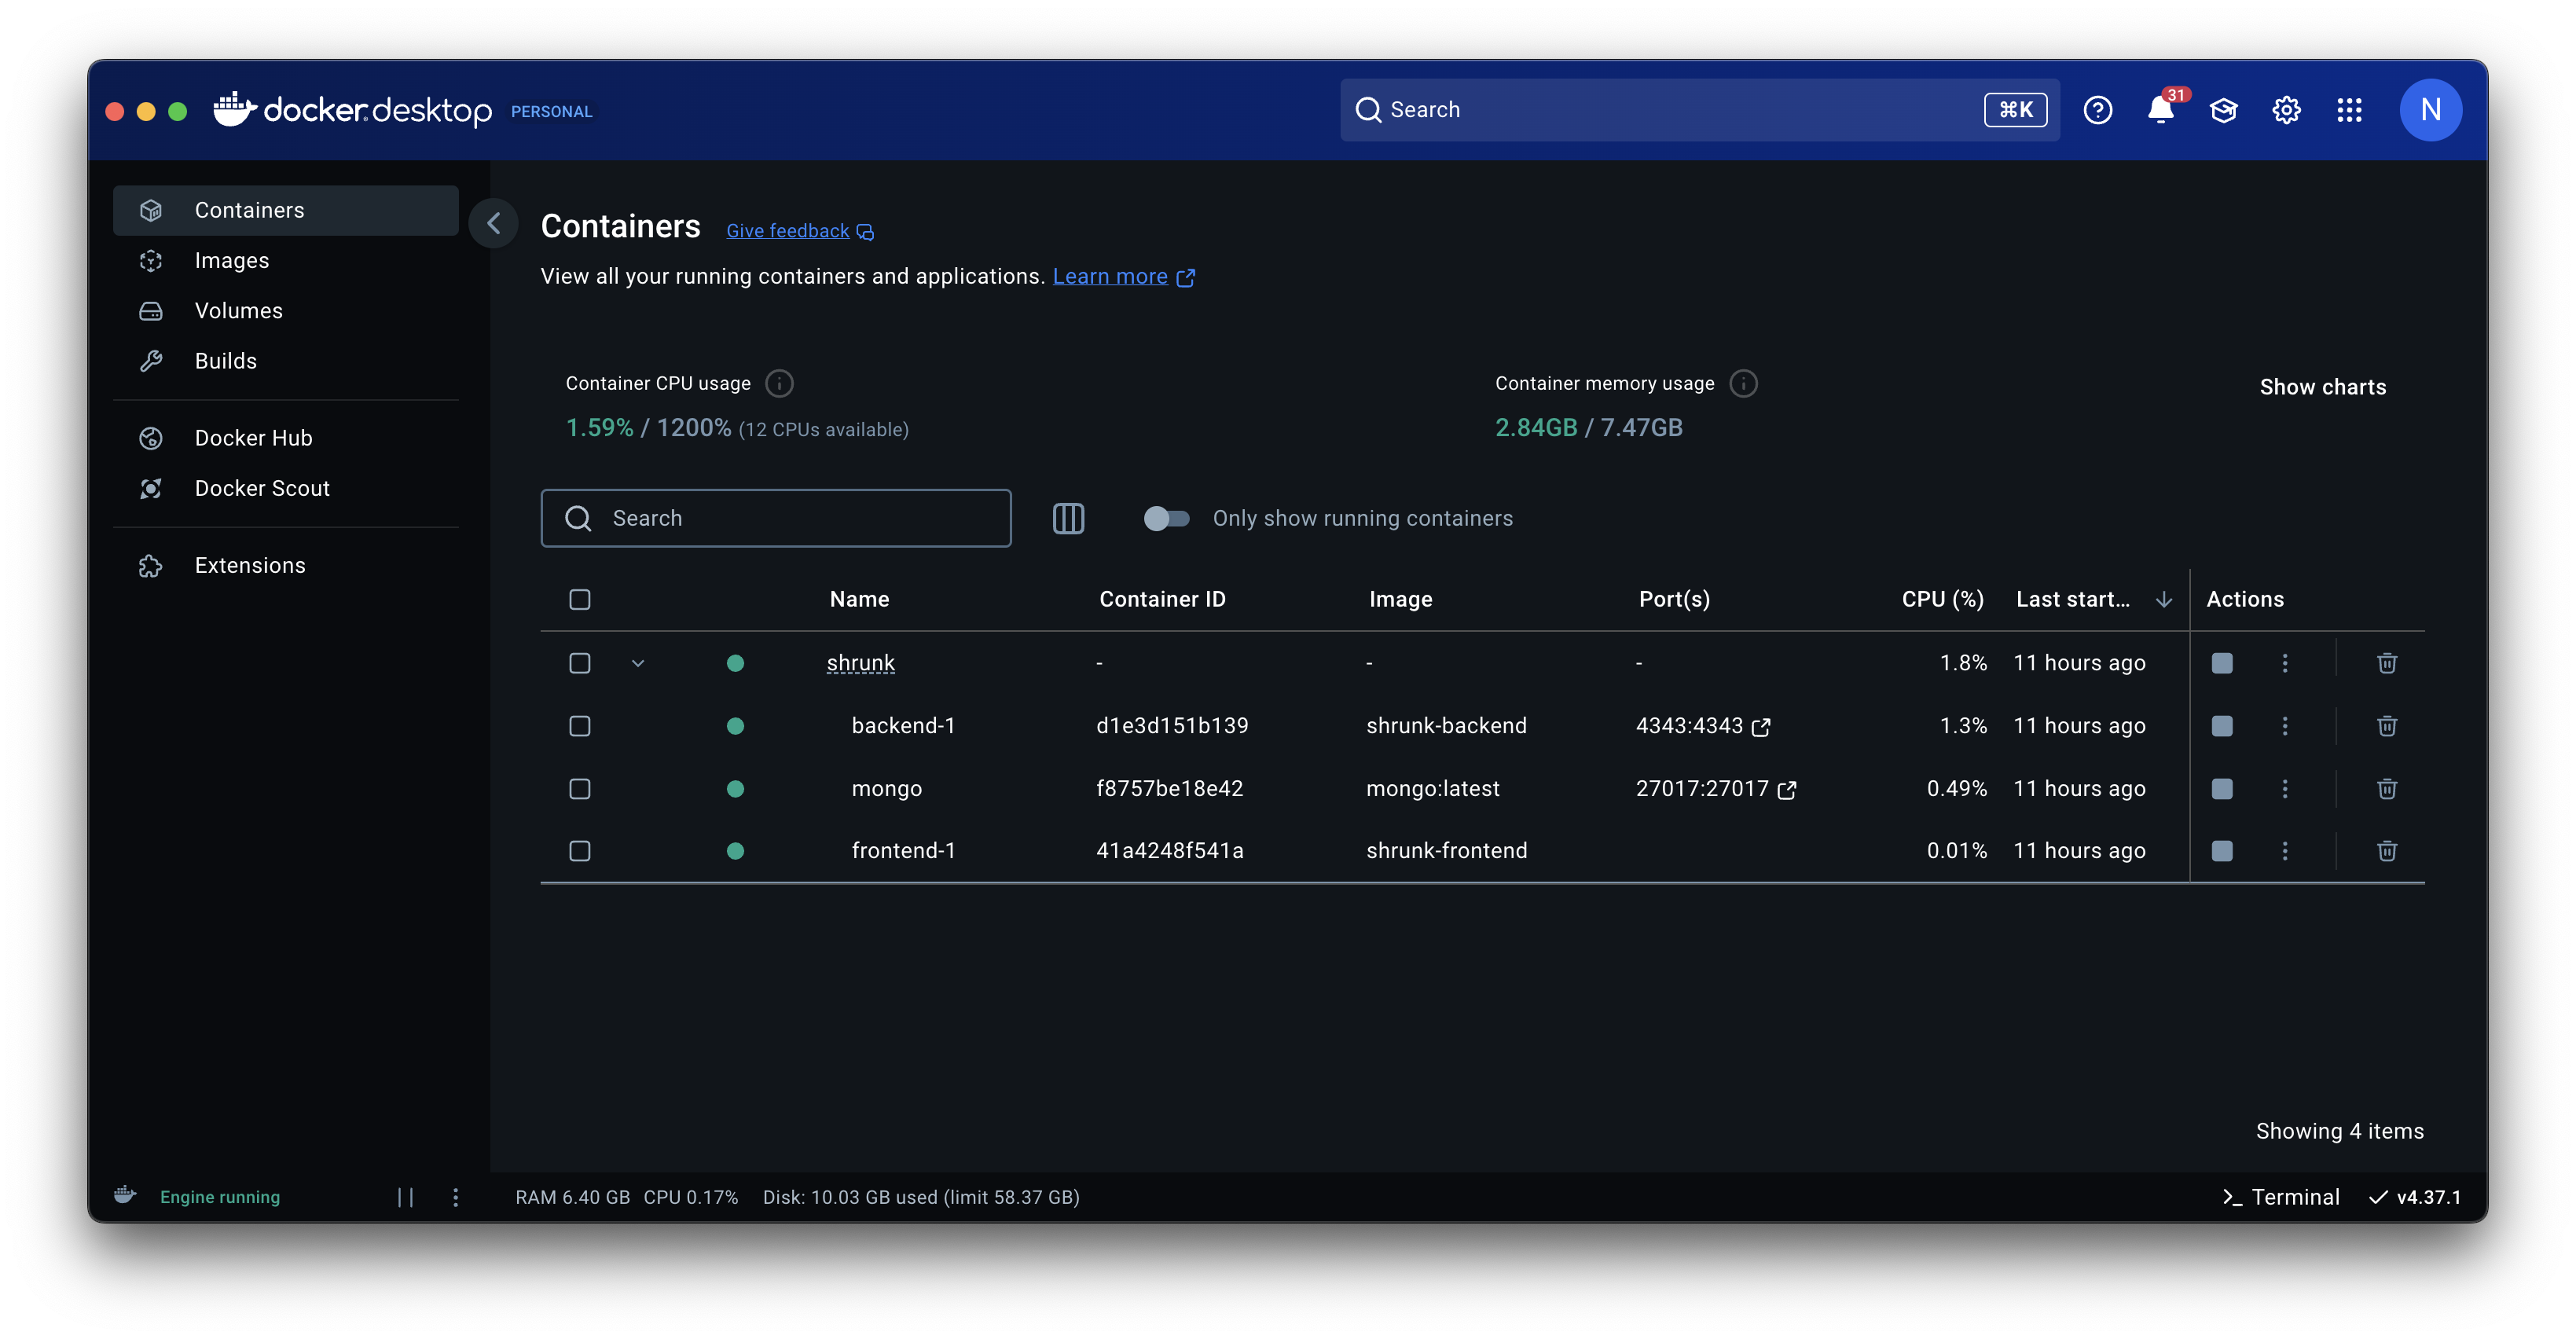 docker.desktop PERSONAL
Search ⌘K
31
N
Containers
Images
Volumes
Builds
Docker Hub
Docker Scout
Extensions
Containers Give feedback
View all your running containers and applications. Learn more
Container CPU usage
1.59% / 1200% (12 CPUs available)
Container memory usage
2.84GB / 7.47GB
Show charts
Search
Only show running containers
Name Container ID Image Port(s) CPU (%) Last start... Actions
shrunk - - - 1.8% 11 hours ago
backend-1 d1e3d151b139 shrunk-backend 4343:4343 1.3% 11 hours ago
mongo f8757be18e42 mongo:latest 27017:27017 0.49% 11 hours ago
frontend-1 41a4248f541a shrunk-frontend 0.01% 11 hours ago
Showing 4 items
Engine running
RAM 6.40 GB CPU 0.17% Disk: 10.03 GB used (limit 58.37 GB)
Terminal v4.37.1